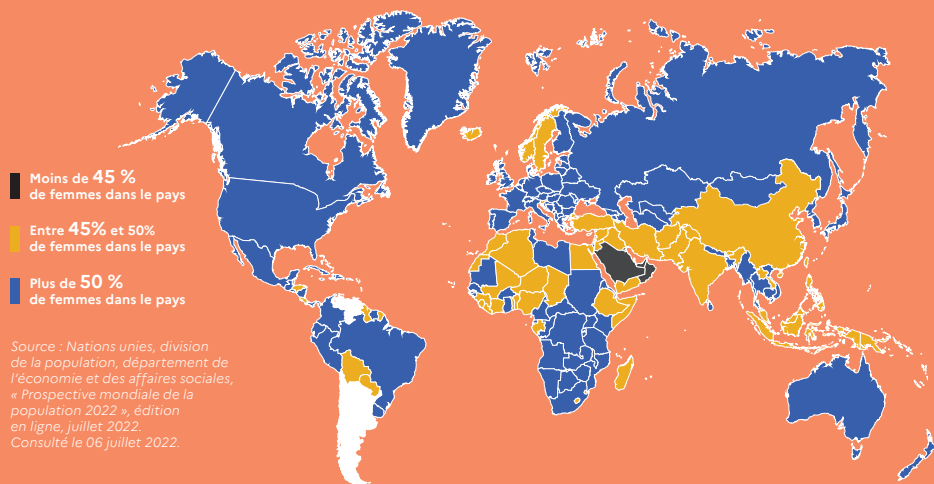 Moins de 45 %
de femmes dans le pays
Entre 45% et 50%
de femmes dans le pays
Plus de 50 %
de femmes dans le pays
Source : Nations unies, division
de la population, département de
l'économie et des affaires sociales,
« Prospective mondiale de la
population 2022 », édition
en ligne, juillet 2022.
Consulté le 06 juillet 2022.